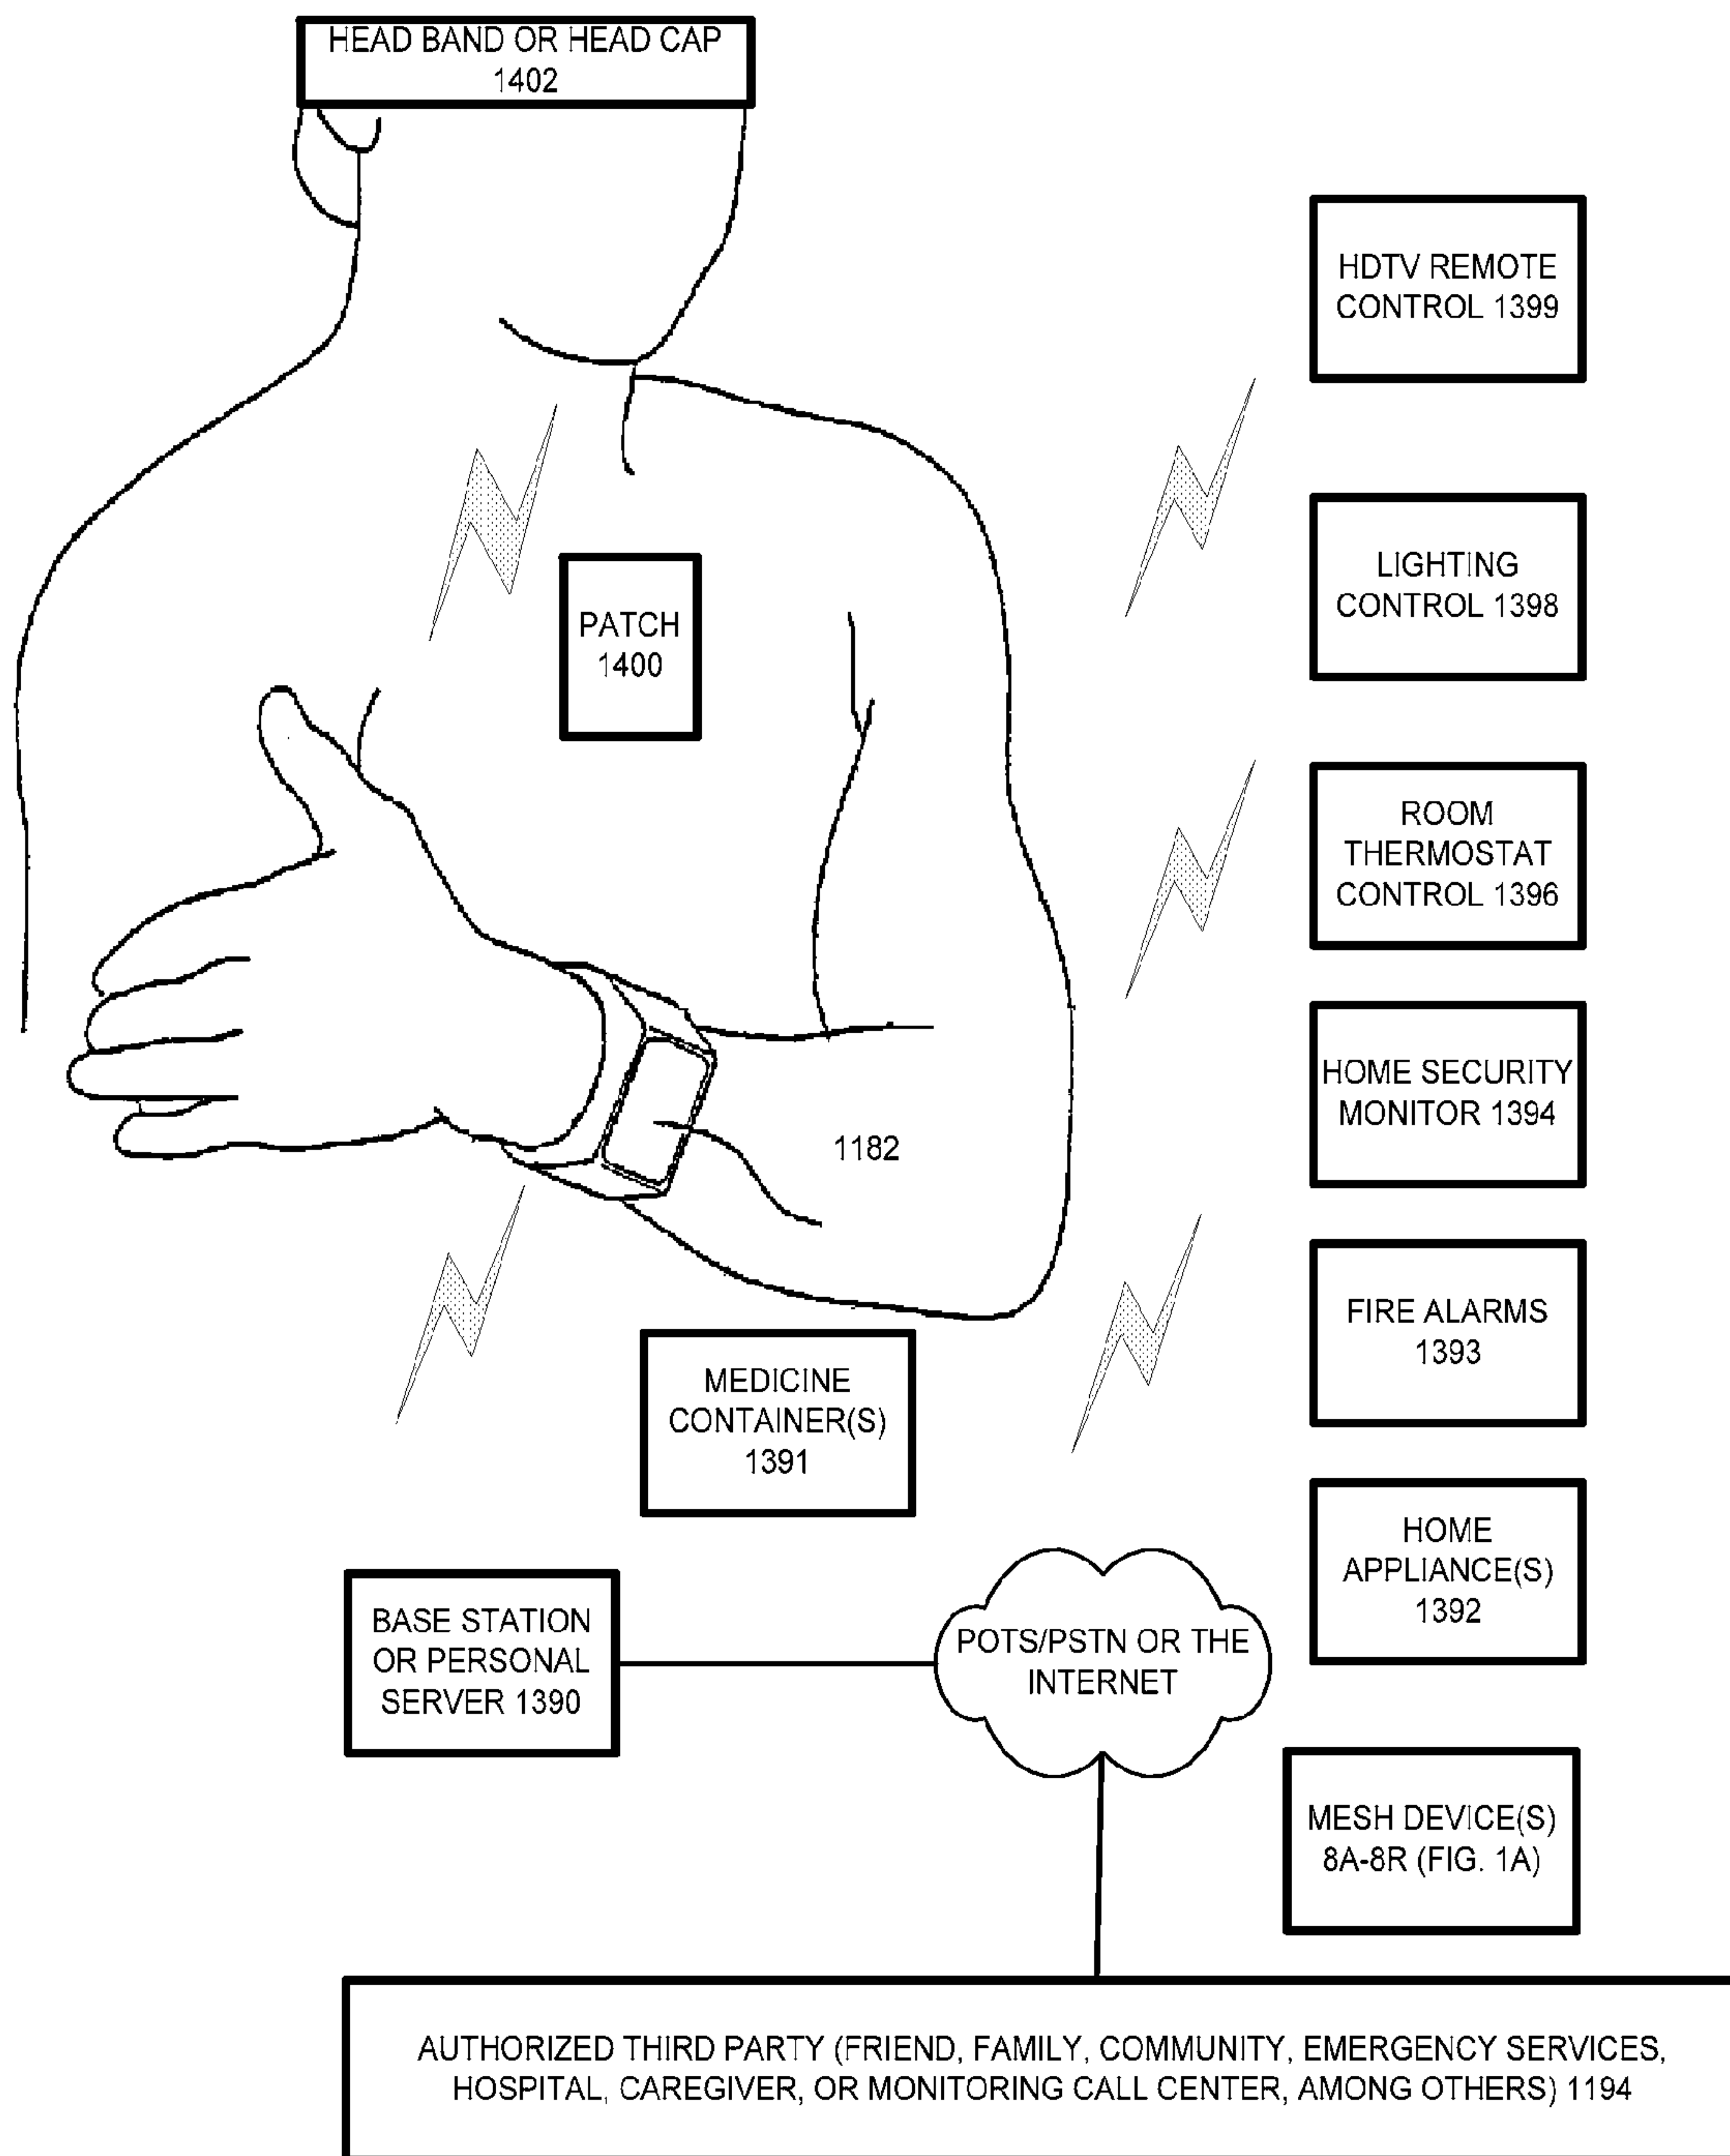 HEAD BAND OR HEAD CAP
1402
HDTV REMOTE
CONTROL 1399
LIGHTING
CONTROL 1398
PATCH
1400
ROOM
THERMOSTAT
CONTROL 1396
HOME SECURITY
MONITOR 1394
1182
FIRE ALARMS
1393
MEDICINE
CONTAINER(S)
1391
HOME
APPLIANCE(S)
1392
BASE STATION
OR PERSONAL
SERVER 1390
POTS/PSTN OR THE
INTERNET
MESH DEVICE(S)
8A-8R (FIG. 1A)
AUTHORIZED THIRD PARTY (FRIEND, FAMILY, COMMUNITY, EMERGENCY SERVICES,
HOSPITAL, CAREGIVER, OR MONITORING CALL CENTER, AMONG OTHERS) 1194